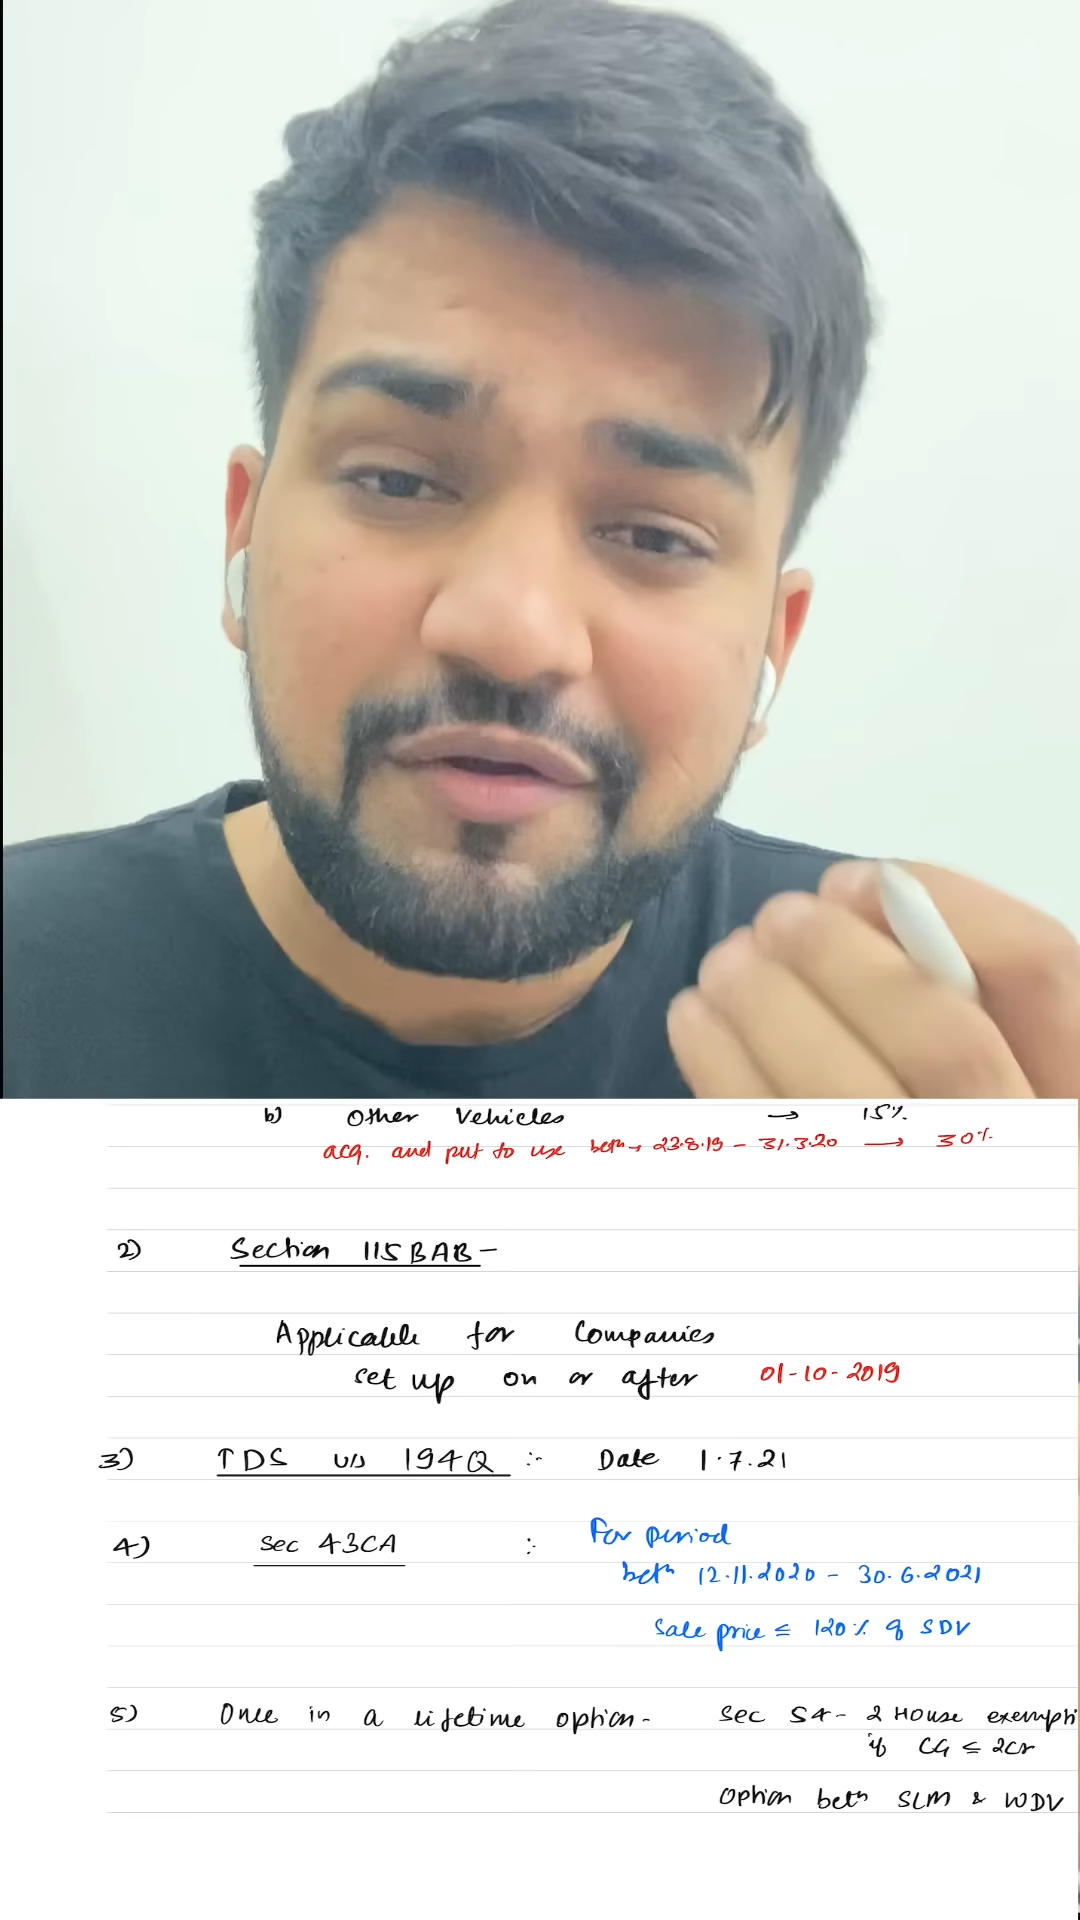 b) Other Vehicles → 15%
acq. and put to use betn → 23.8.19 - 31.3.20 → 30%
2) Section 115BAB -
Applicable for Companies
set up on or after 01-10-2019
3) TDS u/s 194Q :- Date 1.7.21
4) Sec 43CA :- For period
betn 12.11.2020 - 30.6.2021
Sale price ≤ 120% of SDV
5) Once in a lifetime option - Sec 54 - 2 House exempti
if CG ≤ 2cr
Option betn SLM & WDV